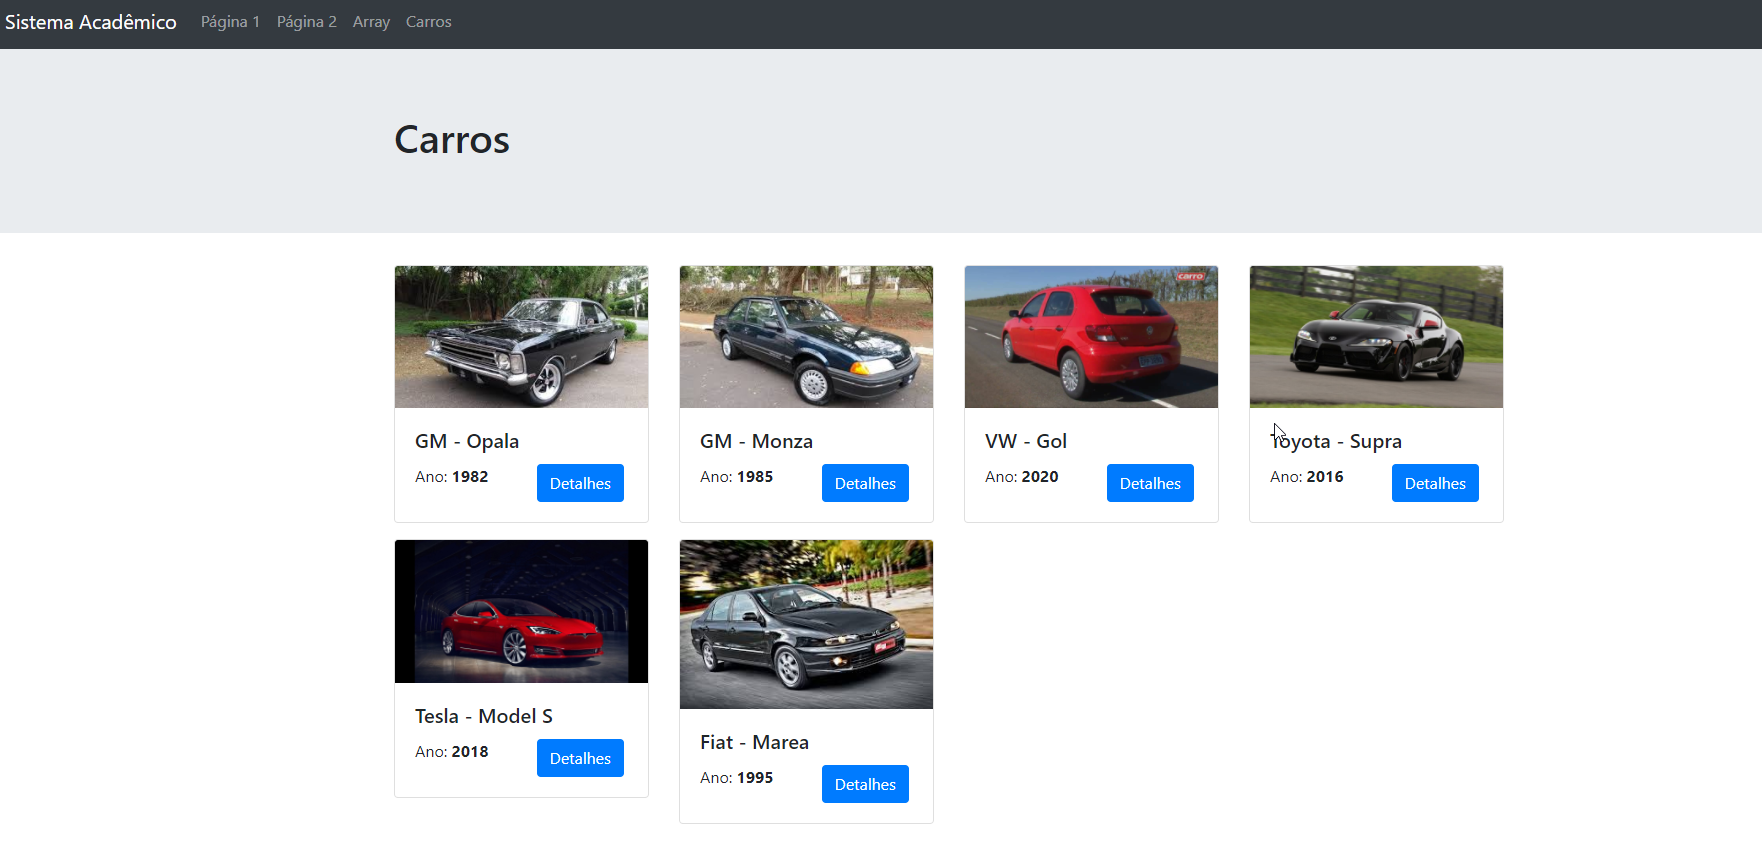 Sistema Acadêmico Página 1 Página 2 Array Carros
Carros
carro
GM - Opala
Ano: 1982 Detalhes
GM - Monza
Ano: 1985 Detalhes
VW - Gol
Ano: 2020 Detalhes
Toyota - Supra
Ano: 2016 Detalhes
Tesla - Model S
Ano: 2018 Detalhes
Fiat - Marea
Ano: 1995 Detalhes